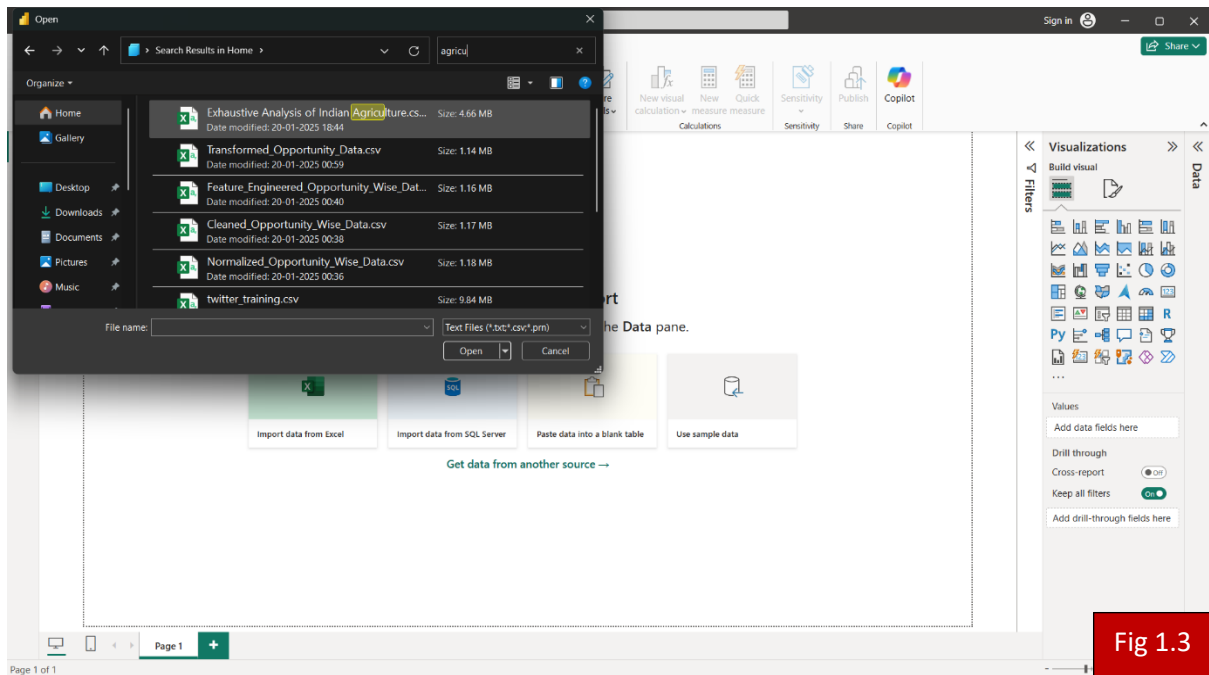 Open
Sign in
Share
Search Results in Home
agricu
Organize
New visual
calculation
New
measure
Quick
measure
Calculations
Sensitivity
Sensitivity
Publish
Share
Copilot
Copilot
Home
Gallery
Desktop
Downloads
Documents
Pictures
Music
Exhaustive Analysis of Indian Agriculture.cs...
Size: 4.66 MB
Date modified: 20-01-2025 18:44
Transformed_Opportunity_Data.csv
Size: 1.14 MB
Date modified: 20-01-2025 00:59
Feature_Engineered_Opportunity_Wise_Dat...
Size: 1.16 MB
Date modified: 20-01-2025 00:40
Cleaned_Opportunity_Wise_Data.csv
Size: 1.17 MB
Date modified: 20-01-2025 00:38
Normalized_Opportunity_Wise_Data.csv
Size: 1.18 MB
Date modified: 20-01-2025 00:36
twitter_training.csv
Size: 9.84 MB
File name:
Text Files (*.txt;*.csv;*.prn)
Open
Cancel
ort
he Data pane.
Import data from Excel
SQL
Import data from SQL Server
Paste data into a blank table
Use sample data
Get data from another source →
Filters
Visualizations
Build visual
123
R
Py
...
Values
Add data fields here
Drill through
Cross-report
Off
Keep all filters
On
Add drill-through fields here
Data
Page 1
Page 1 of 1
Fig 1.3